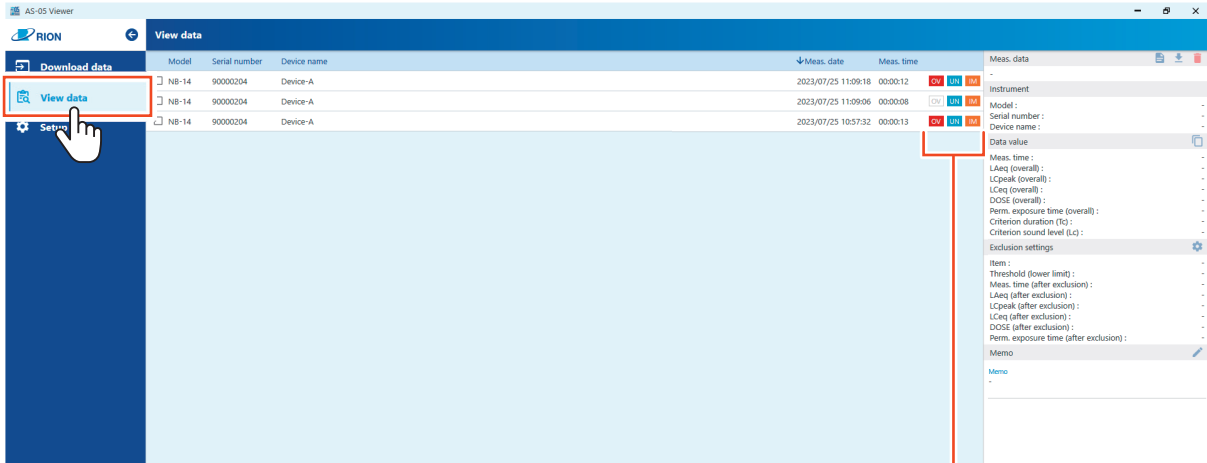 AS-05 Viewer
RION
View data
Download data
View data
Setup
Model Serial number Device name Meas. date Meas. time
NB-14 90000204 Device-A 2023/07/25 11:09:18 00:00:12 OV UN IM
NB-14 90000204 Device-A 2023/07/25 11:09:06 00:00:08 OV UN IM
NB-14 90000204 Device-A 2023/07/25 10:57:32 00:00:13 OV UN IM
Meas. data
-
Instrument
Model : -
Serial number : -
Device name : -
Data value
Meas. time : -
LAeq (overall) : -
LCpeak (overall) : -
LCeq (overall) : -
DOSE (overall) : -
Perm. exposure time (overall) : -
Criterion duration (Tc) : -
Criterion sound level (Lc) : -
Exclusion settings
Item : -
Threshold (lower limit) : -
Meas. time (after exclusion) : -
LAeq (after exclusion) : -
LCpeak (after exclusion) : -
LCeq (after exclusion) : -
DOSE (after exclusion) : -
Perm. exposure time (after exclusion) : -
Memo
Memo
-